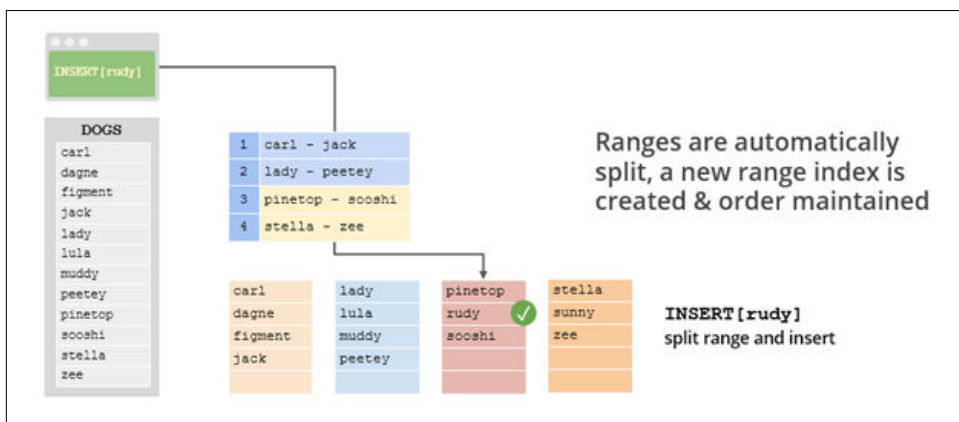 INSERT[rudy]
DOGS
carl
dagne
figment
jack
lady
lula
muddy
peetey
pinetop
sooshi
stella
zee
1 carl - jack
2 lady - peetey
3 pinetop - sooshi
4 stella - zee
Ranges are automatically
split, a new range index is
created & order maintained
carl
dagne
figment
jack
lady
lula
muddy
peetey
pinetop
rudy
sooshi
stella
sunny
zee
INSERT[rudy]
split range and insert